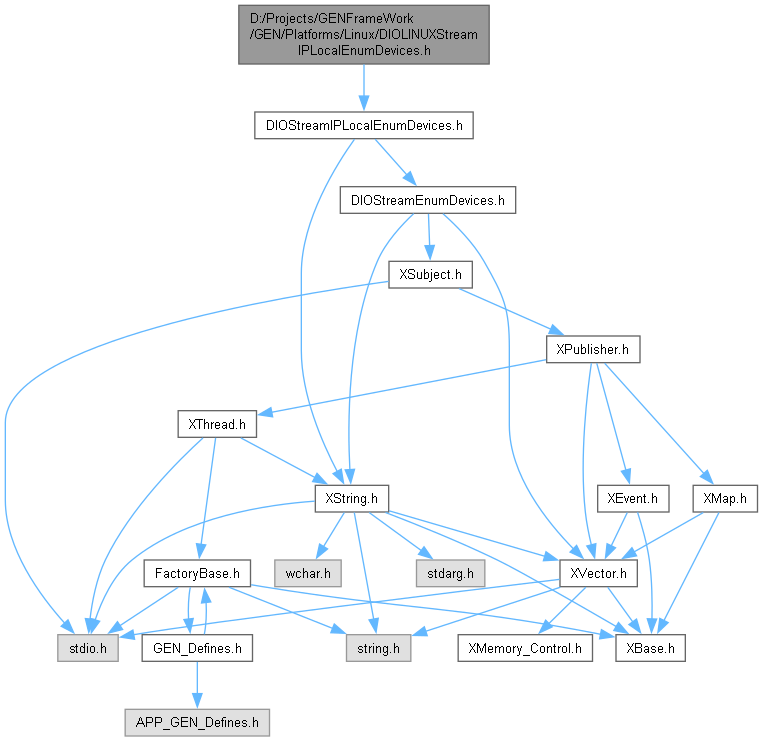 D:/Projects/GENFrameWork
/GEN/Platforms/Linux/DIOLINUXStream
IPLocalEnumDevices.h
DIOStreamIPLocalEnumDevices.h
DIOStreamEnumDevices.h
XSubject.h
XPublisher.h
XThread.h
XString.h
XEvent.h
XMap.h
FactoryBase.h
wchar.h
stdarg.h
XVector.h
stdio.h
GEN_Defines.h
string.h
XMemory_Control.h
XBase.h
APP_GEN_Defines.h